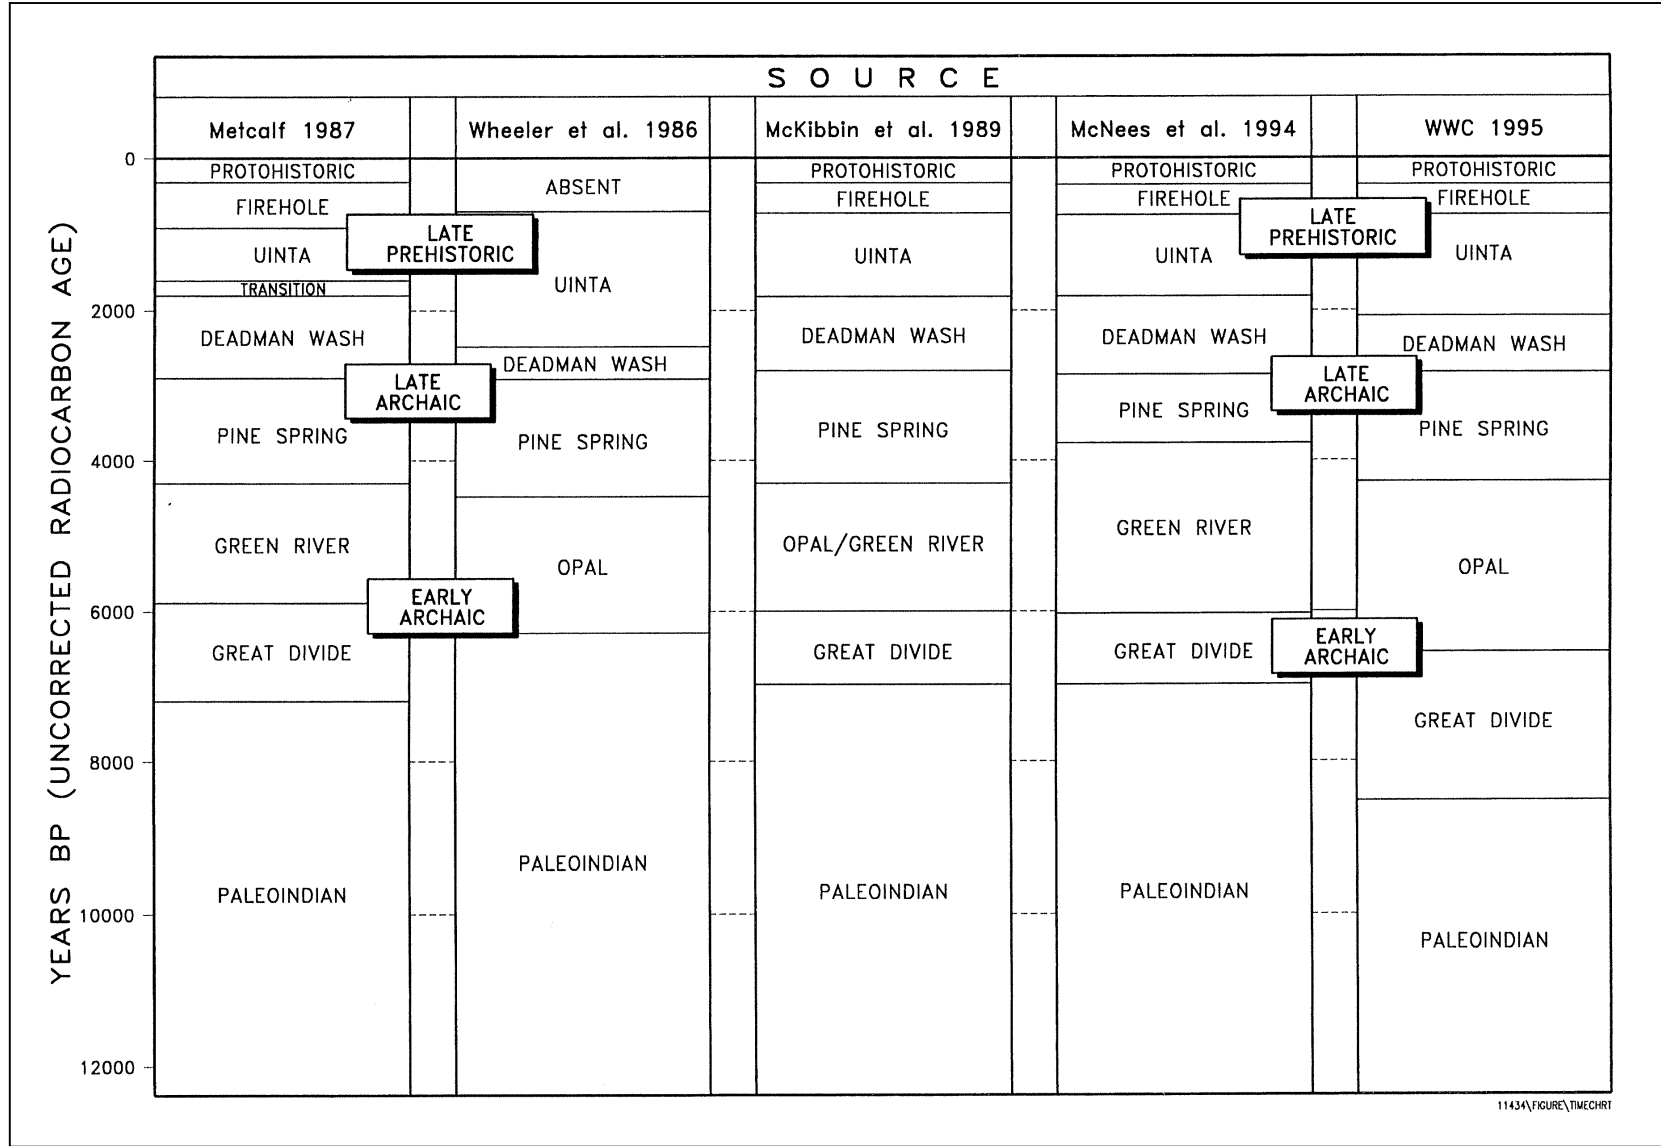 S O U R C E
Metcalf 1987
Wheeler et al. 1986
McKibbin et al. 1989
McNees et al. 1994
WWC 1995
YEARS BP (UNCORRECTED RADIOCARBON AGE)
0
2000
4000
6000
8000
10000
12000
PROTOHISTORIC
FIREHOLE
UINTA
TRANSITION
DEADMAN WASH
PINE SPRING
GREEN RIVER
GREAT DIVIDE
PALEOINDIAN
LATE
PREHISTORIC
LATE
ARCHAIC
EARLY
ARCHAIC
ABSENT
UINTA
DEADMAN WASH
PINE SPRING
OPAL
PALEOINDIAN
PROTOHISTORIC
FIREHOLE
UINTA
DEADMAN WASH
PINE SPRING
OPAL/GREEN RIVER
GREAT DIVIDE
PALEOINDIAN
PROTOHISTORIC
FIREHOLE
UINTA
DEADMAN WASH
PINE SPRING
GREEN RIVER
GREAT DIVIDE
PALEOINDIAN
LATE
PREHISTORIC
LATE
ARCHAIC
EARLY
ARCHAIC
PROTOHISTORIC
FIREHOLE
UINTA
DEADMAN WASH
PINE SPRING
OPAL
GREAT DIVIDE
PALEOINDIAN
11434\FIGURE\TIMECHRT